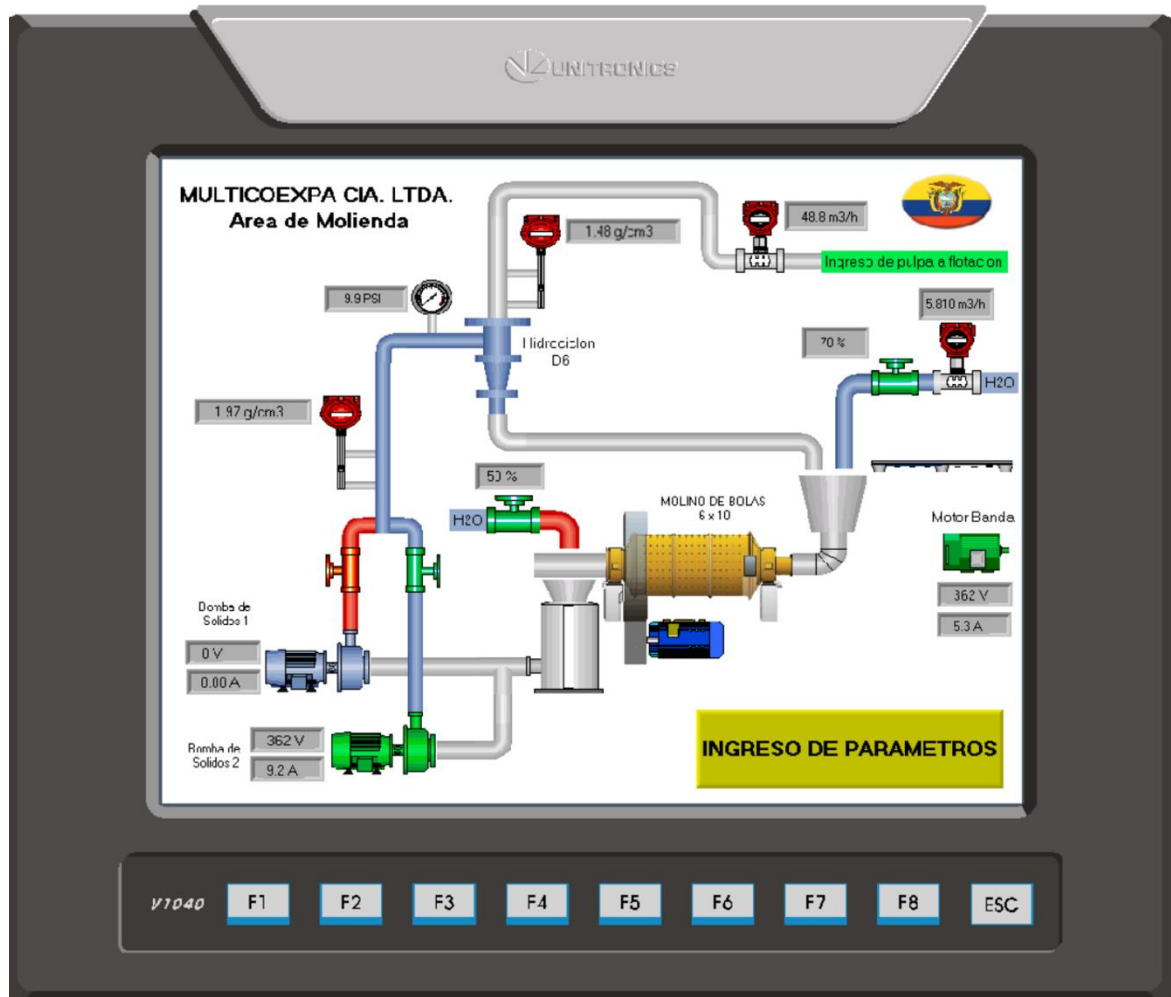 UNITRONICS
MULTICOEXPA CIA. LTDA.
Area de Molienda
48.8 m3/h
1.48 g/cm3
Ingreso de pulpa a flotacion
9.9 PSI
5.810 m3/h
Hidrociclon
D6
70 %
H2O
1.97 g/cm3
50 %
H2O
MOLINO DE BOLAS
6 x 10
Motor Banda
362 V
5.3 A
Bomba de
Solidos 1
0 V
0.00 A
Bomba de
Solidos 2
362 V
9.2 A
INGRESO DE PARAMETROS
V1040
F1
F2
F3
F4
F5
F6
F7
F8
ESC